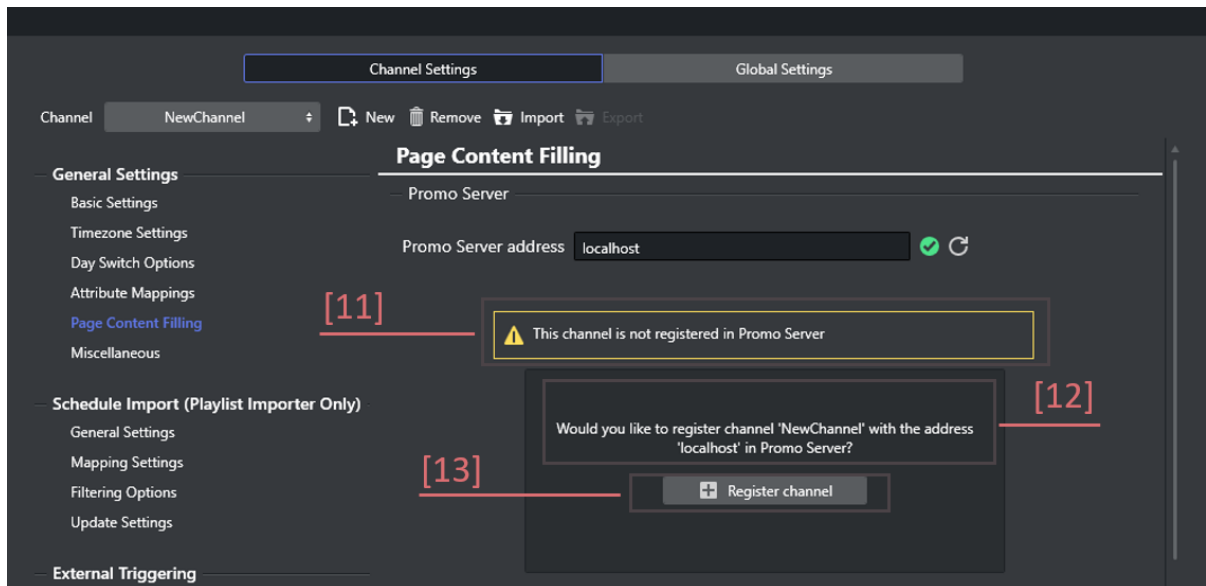 Channel Settings
Global Settings
Channel
NewChannel
New
Remove
Import
Export
General Settings
Basic Settings
Timezone Settings
Day Switch Options
Attribute Mappings
Page Content Filling
Miscellaneous
Schedule Import (Playlist Importer Only)
General Settings
Mapping Settings
Filtering Options
Update Settings
External Triggering
Page Content Filling
Promo Server
Promo Server address
localhost
[11]
This channel is not registered in Promo Server
[12]
Would you like to register channel 'NewChannel' with the address
'localhost' in Promo Server?
[13]
Register channel